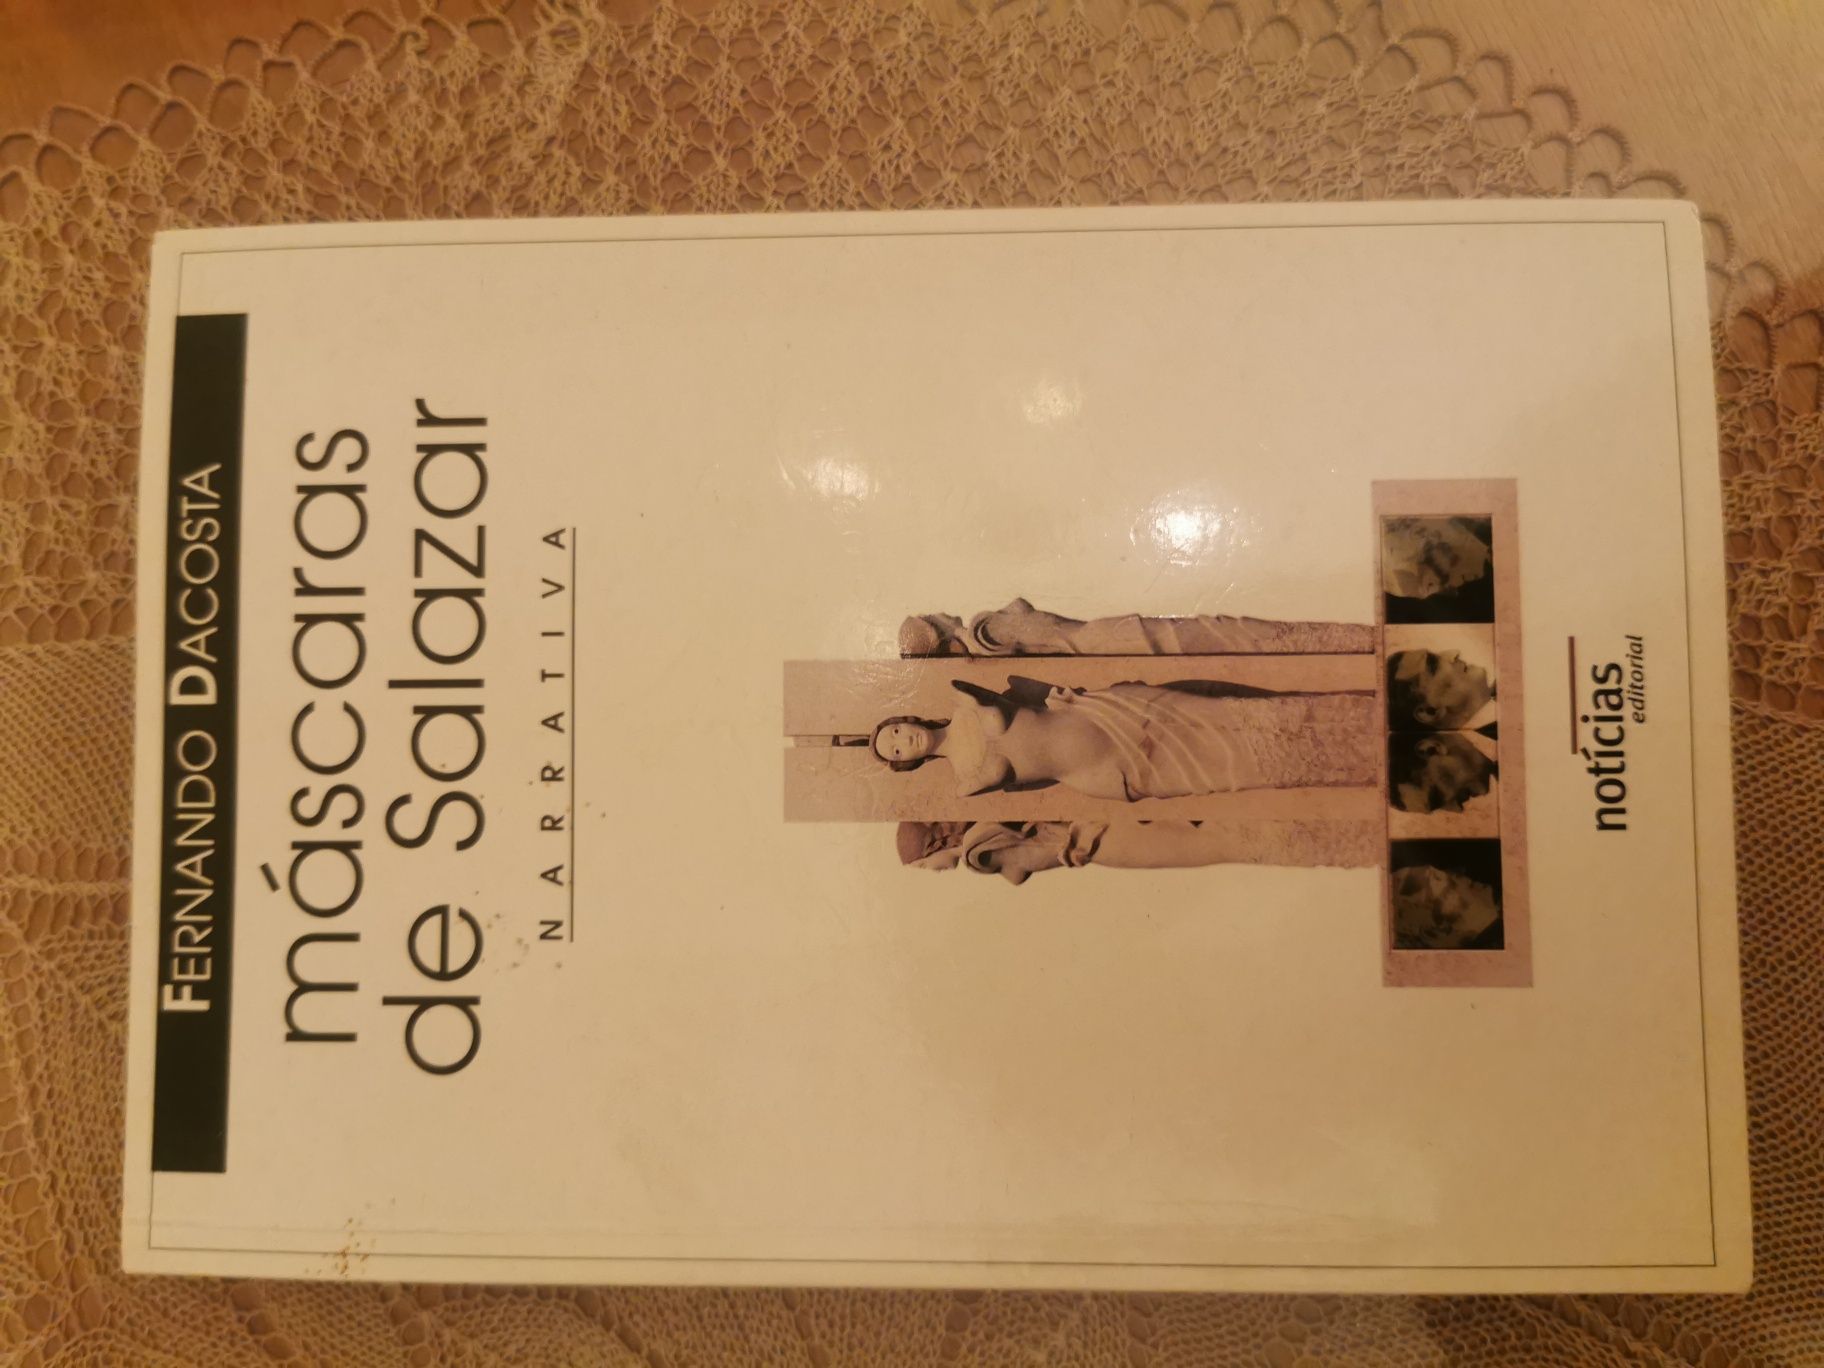 FERNANDO DACOSTA
máscaras
de Salazar
NARRATIVA
notícias
editorial